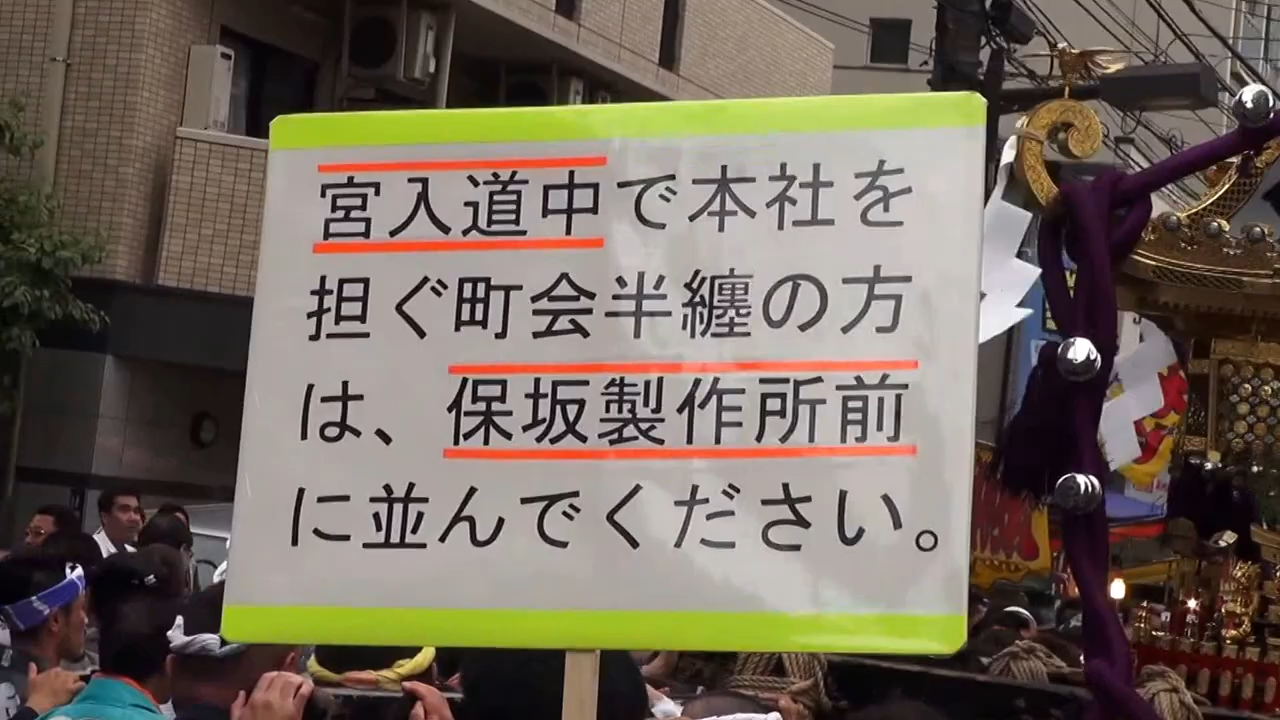 宮入道中で本社を
担ぐ町会半纏の方
は、保坂製作所前
に並んでください。